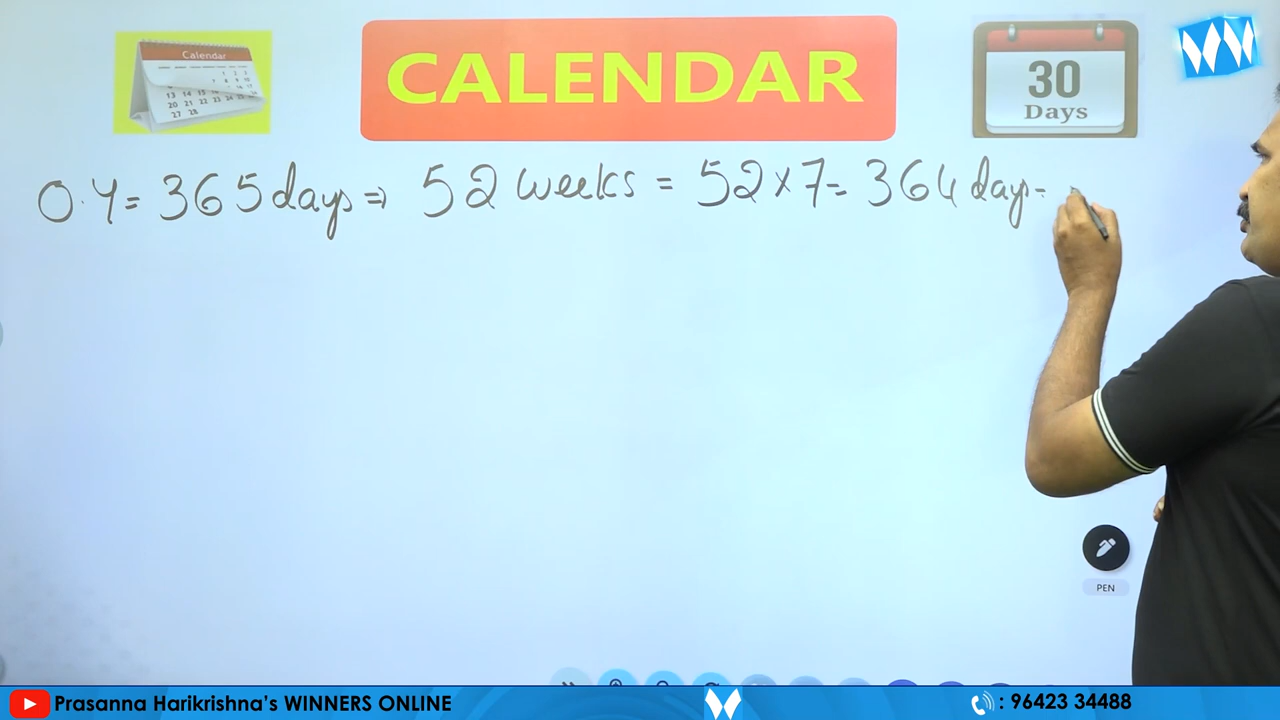 Calendar
CALENDAR
30
Days
O.Y = 365 days ⇒ 52 weeks = 52 × 7 = 364 days =
PEN
Prasanna Harikrishna's WINNERS ONLINE
: 96423 34488